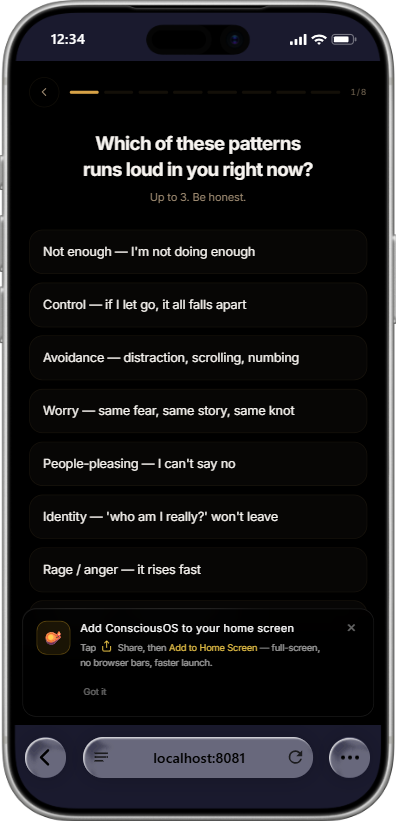 12:34
1/8
Which of these patterns
runs loud in you right now?
Up to 3. Be honest.
Not enough — I'm not doing enough
Control — if I let go, it all falls apart
Avoidance — distraction, scrolling, numbing
Worry — same fear, same story, same knot
People-pleasing — I can't say no
Identity — 'who am I really?' won't leave
Rage / anger — it rises fast
Add ConsciousOS to your home screen
Tap Share, then Add to Home Screen — full-screen,
no browser bars, faster launch.
Got it
localhost:8081